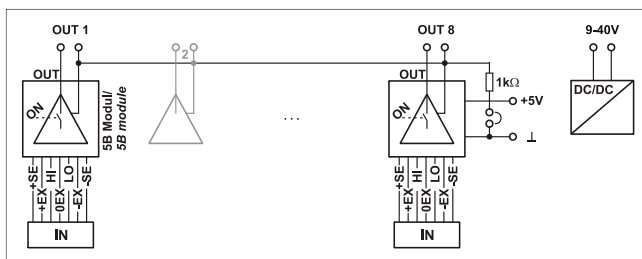 OUT 1
OUT 8
9-40V
2
OUT
OUT
1kΩ
+5V
DC/DC
ON
5B Modul/
5B module
...
ON
⊥
+SE
+EX
HI
0EX
LO
-EX
-SE
+SE
+EX
HI
0EX
LO
-EX
-SE
IN
IN